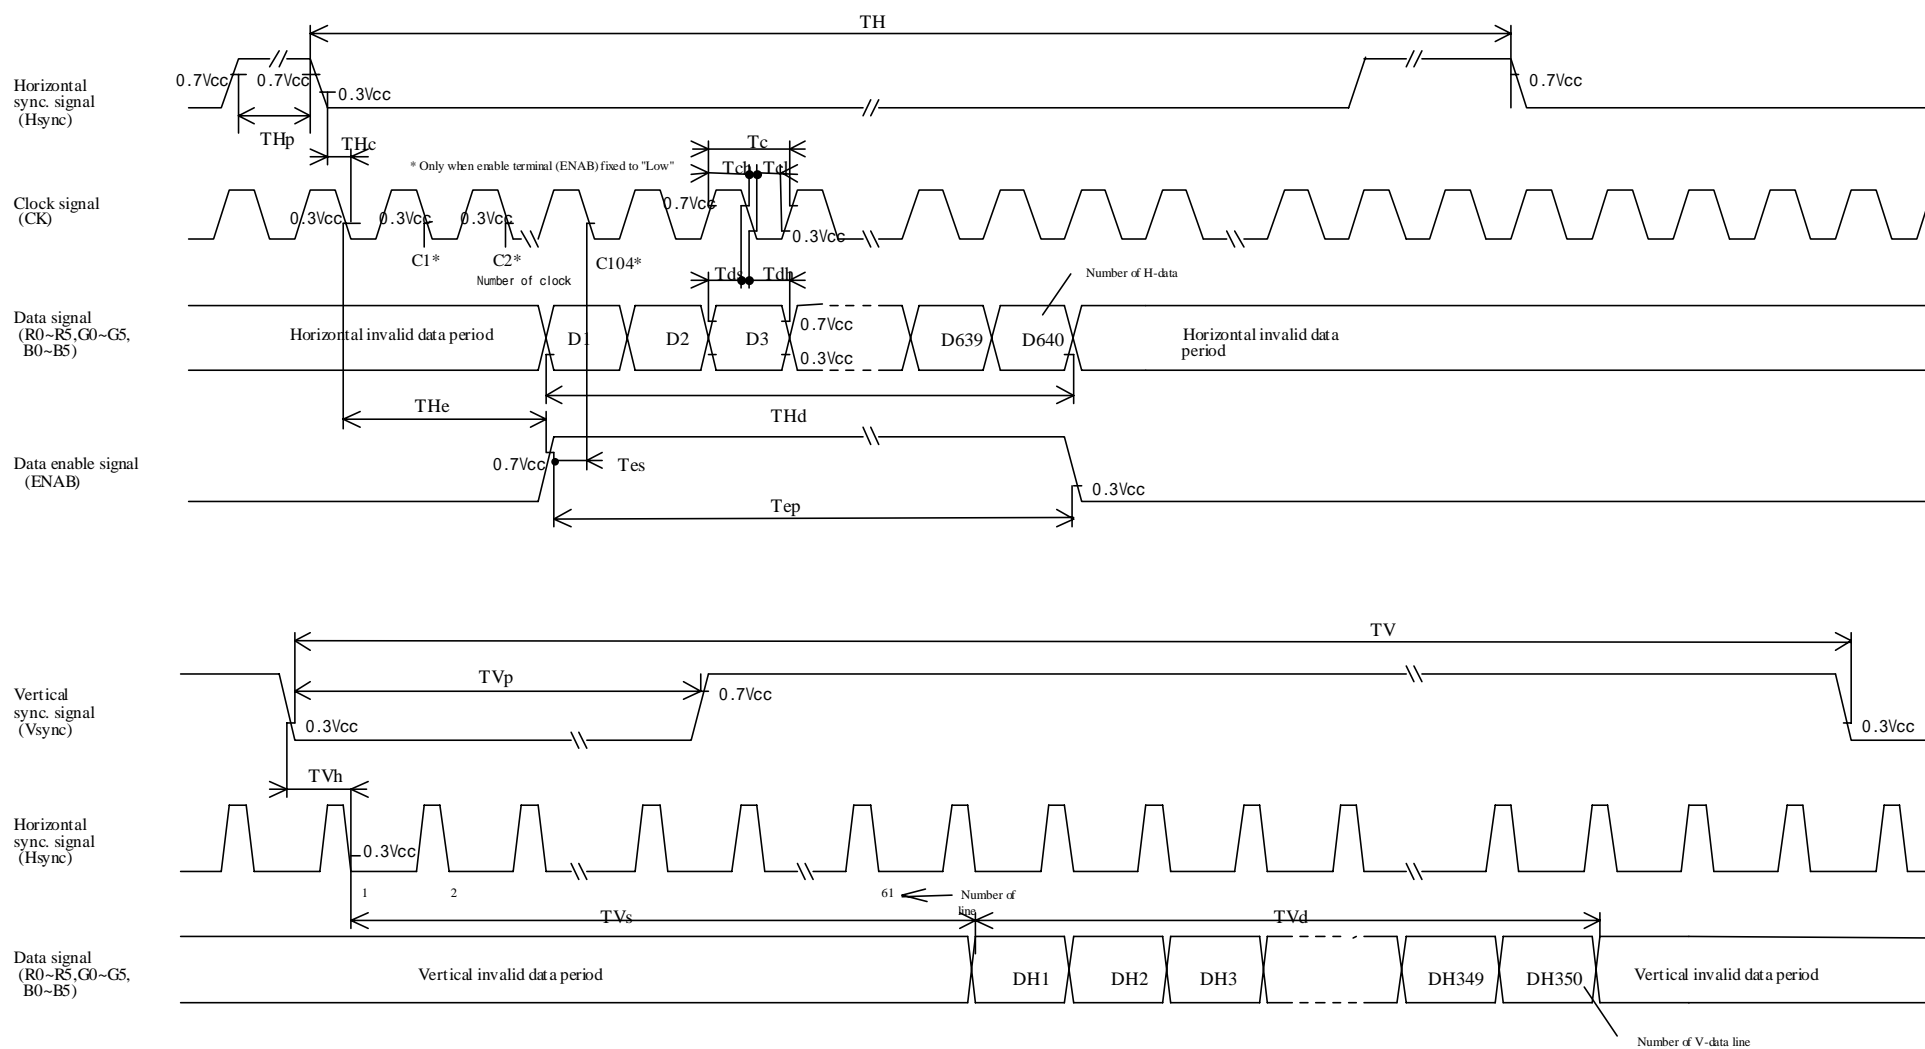 TH
Horizontal
sync. signal
(Hsync)
0.7Vcc
0.7Vcc
0.3Vcc
0.7Vcc
THp
THc
* Only when enable terminal (ENAB) fixed to "Low"
Tc
Tch
Tcl
Clock signal
(CK)
0.3Vcc
0.3Vcc
0.3Vcc
0.7Vcc
0.3Vcc
C1*
C2*
C104*
Number of clock
Tds
Tdh
Number of H-data
Data signal
(R0~R5,G0~G5,
B0~B5)
Horizontal invalid data period
D1
D2
D3
0.7Vcc
0.3Vcc
D639
D640
Horizontal invalid data
period
THe
THd
Data enable signal
(ENAB)
0.7Vcc
Tes
0.3Vcc
Tep
TV
Vertical
sync. signal
(Vsync)
TVp
0.7Vcc
0.3Vcc
0.3Vcc
TVh
Horizontal
sync. signal
(Hsync)
0.3Vcc
1
2
61
Number of
line
TVs
TVd
Data signal
(R0~R5,G0~G5,
B0~B5)
Vertical invalid data period
DH1
DH2
DH3
DH349
DH350
Vertical invalid data period
Number of V-data line